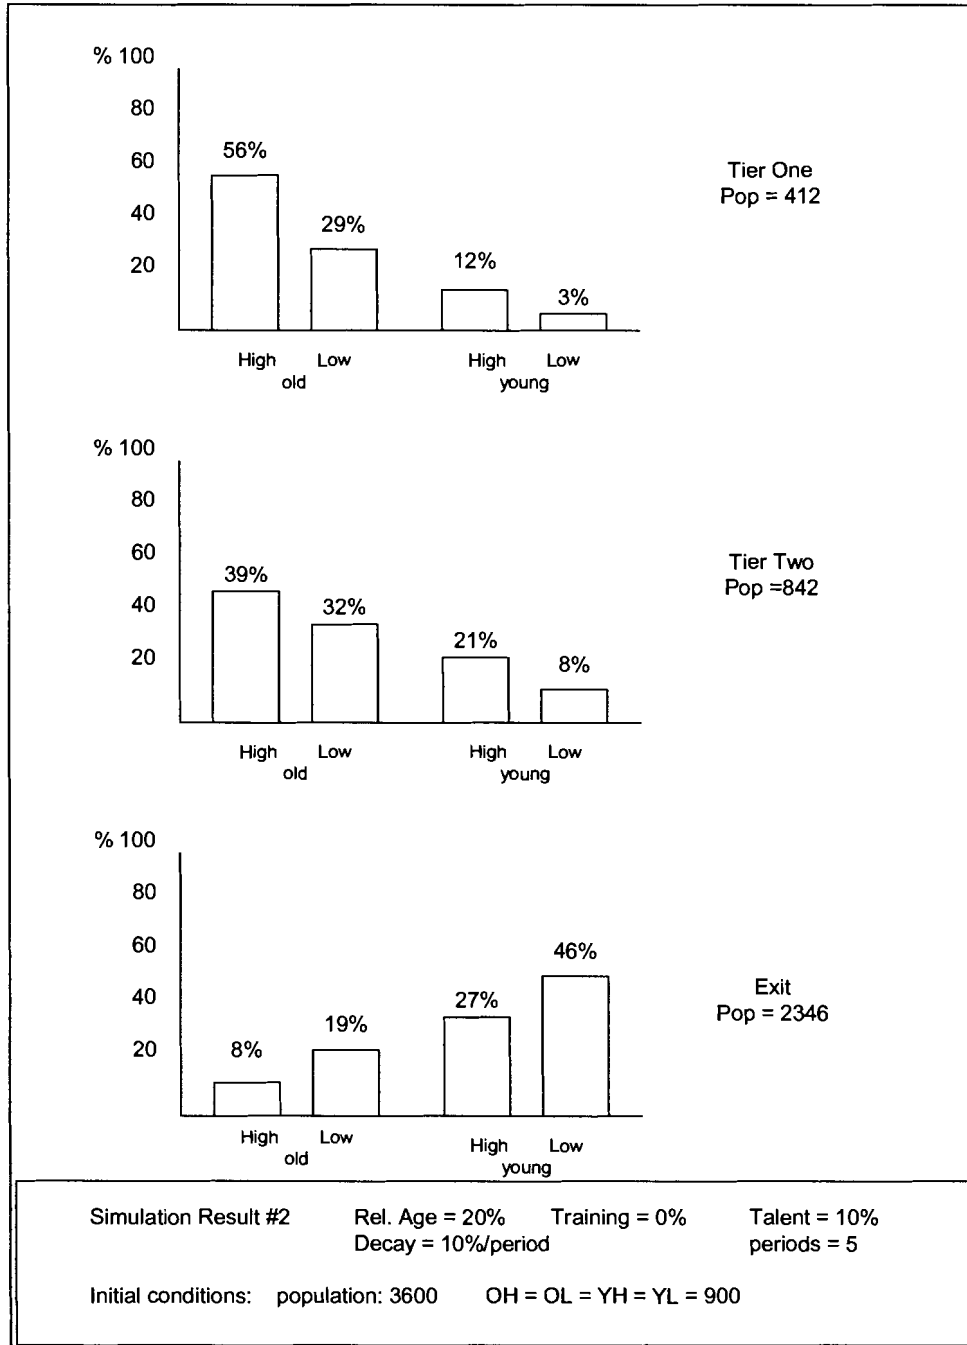 % 100
80
60
40
20
56%
29%
12%
3%
High Low High Low
old young
Tier One
Pop = 412
% 100
80
60
40
20
39%
32%
21%
8%
High Low High Low
old young
Tier Two
Pop =842
% 100
80
60
40
20
8%
19%
27%
46%
High Low High Low
old young
Exit
Pop = 2346
Simulation Result #2 Rel. Age = 20% Training = 0% Talent = 10%
Decay = 10%/period periods = 5
Initial conditions: population: 3600 OH = OL = YH = YL = 900